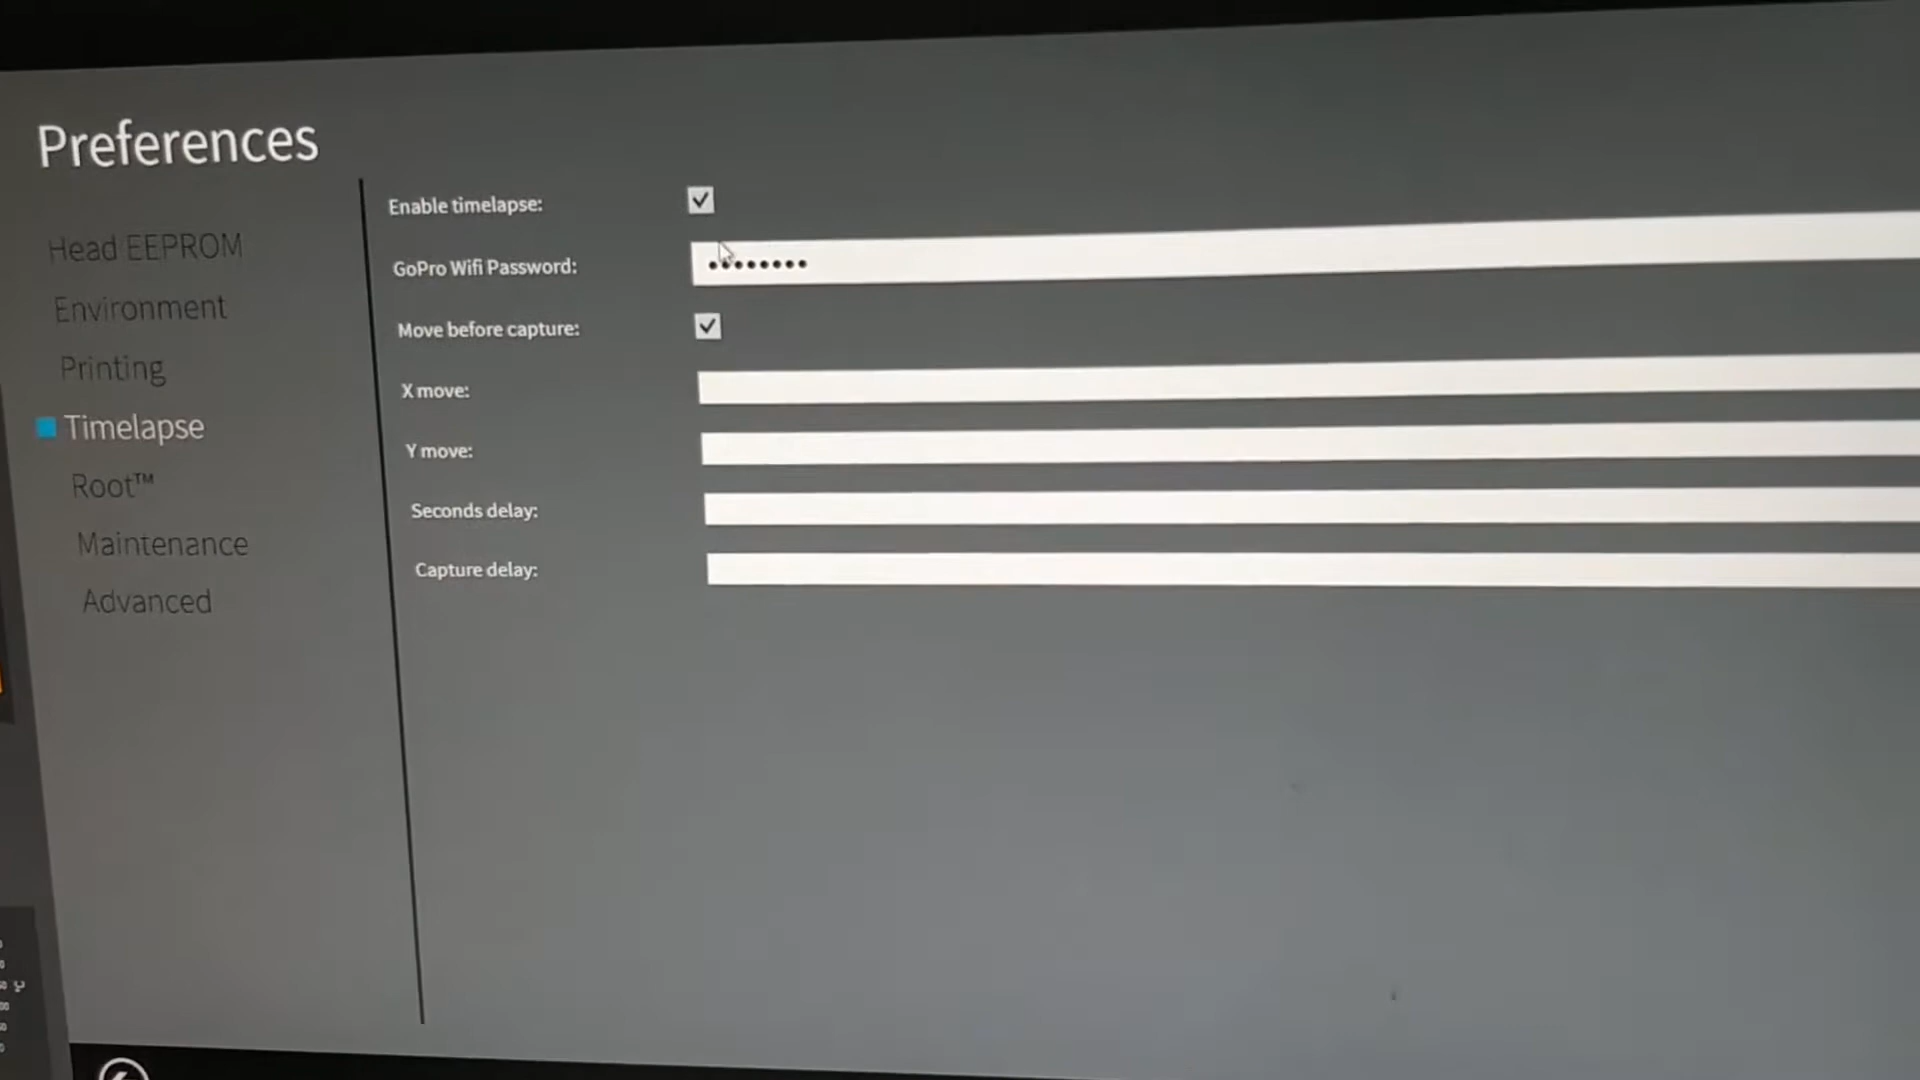 Preferences
Head EEPROM
Environment
Printing
Timelapse
Root™
Maintenance
Advanced
Enable timelapse:
GoPro Wifi Password:
••••••••
Move before capture:
X move:
Y move:
Seconds delay:
Capture delay: